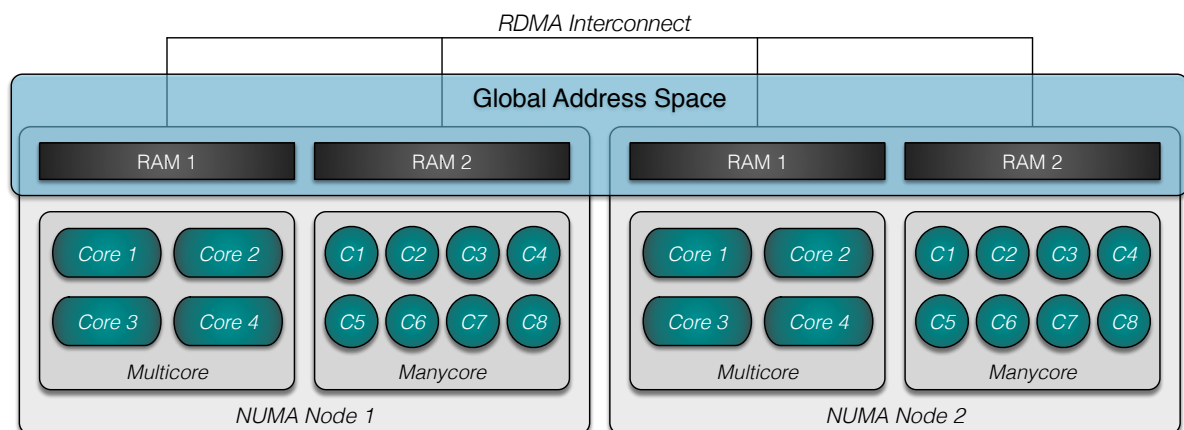 RDMA Interconnect
Global Address Space
RAM 1 RAM 2 RAM 1 RAM 2
Core 1 Core 2 C1 C2 C3 C4 Core 1 Core 2 C1 C2 C3 C4
Core 3 Core 4 C5 C6 C7 C8 Core 3 Core 4 C5 C6 C7 C8
Multicore Manycore Multicore Manycore
NUMA Node 1 NUMA Node 2